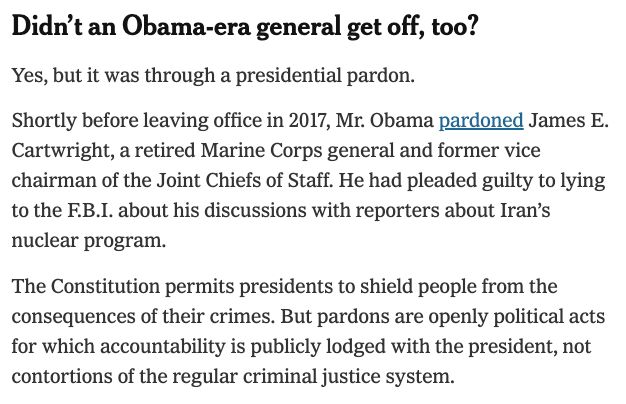 Didn’t an Obama-era general get off, too?
Yes, but it was through a presidential pardon.
Shortly before leaving office in 2017, Mr. Obama pardoned James E.
Cartwright, a retired Marine Corps general and former vice
chairman of the Joint Chiefs of Staff. He had pleaded guilty to lying
to the F.B.I. about his discussions with reporters about Iran’s
nuclear program.
The Constitution permits presidents to shield people from the
consequences of their crimes. But pardons are openly political acts
for which accountability is publicly lodged with the president, not
contortions of the regular criminal justice system.